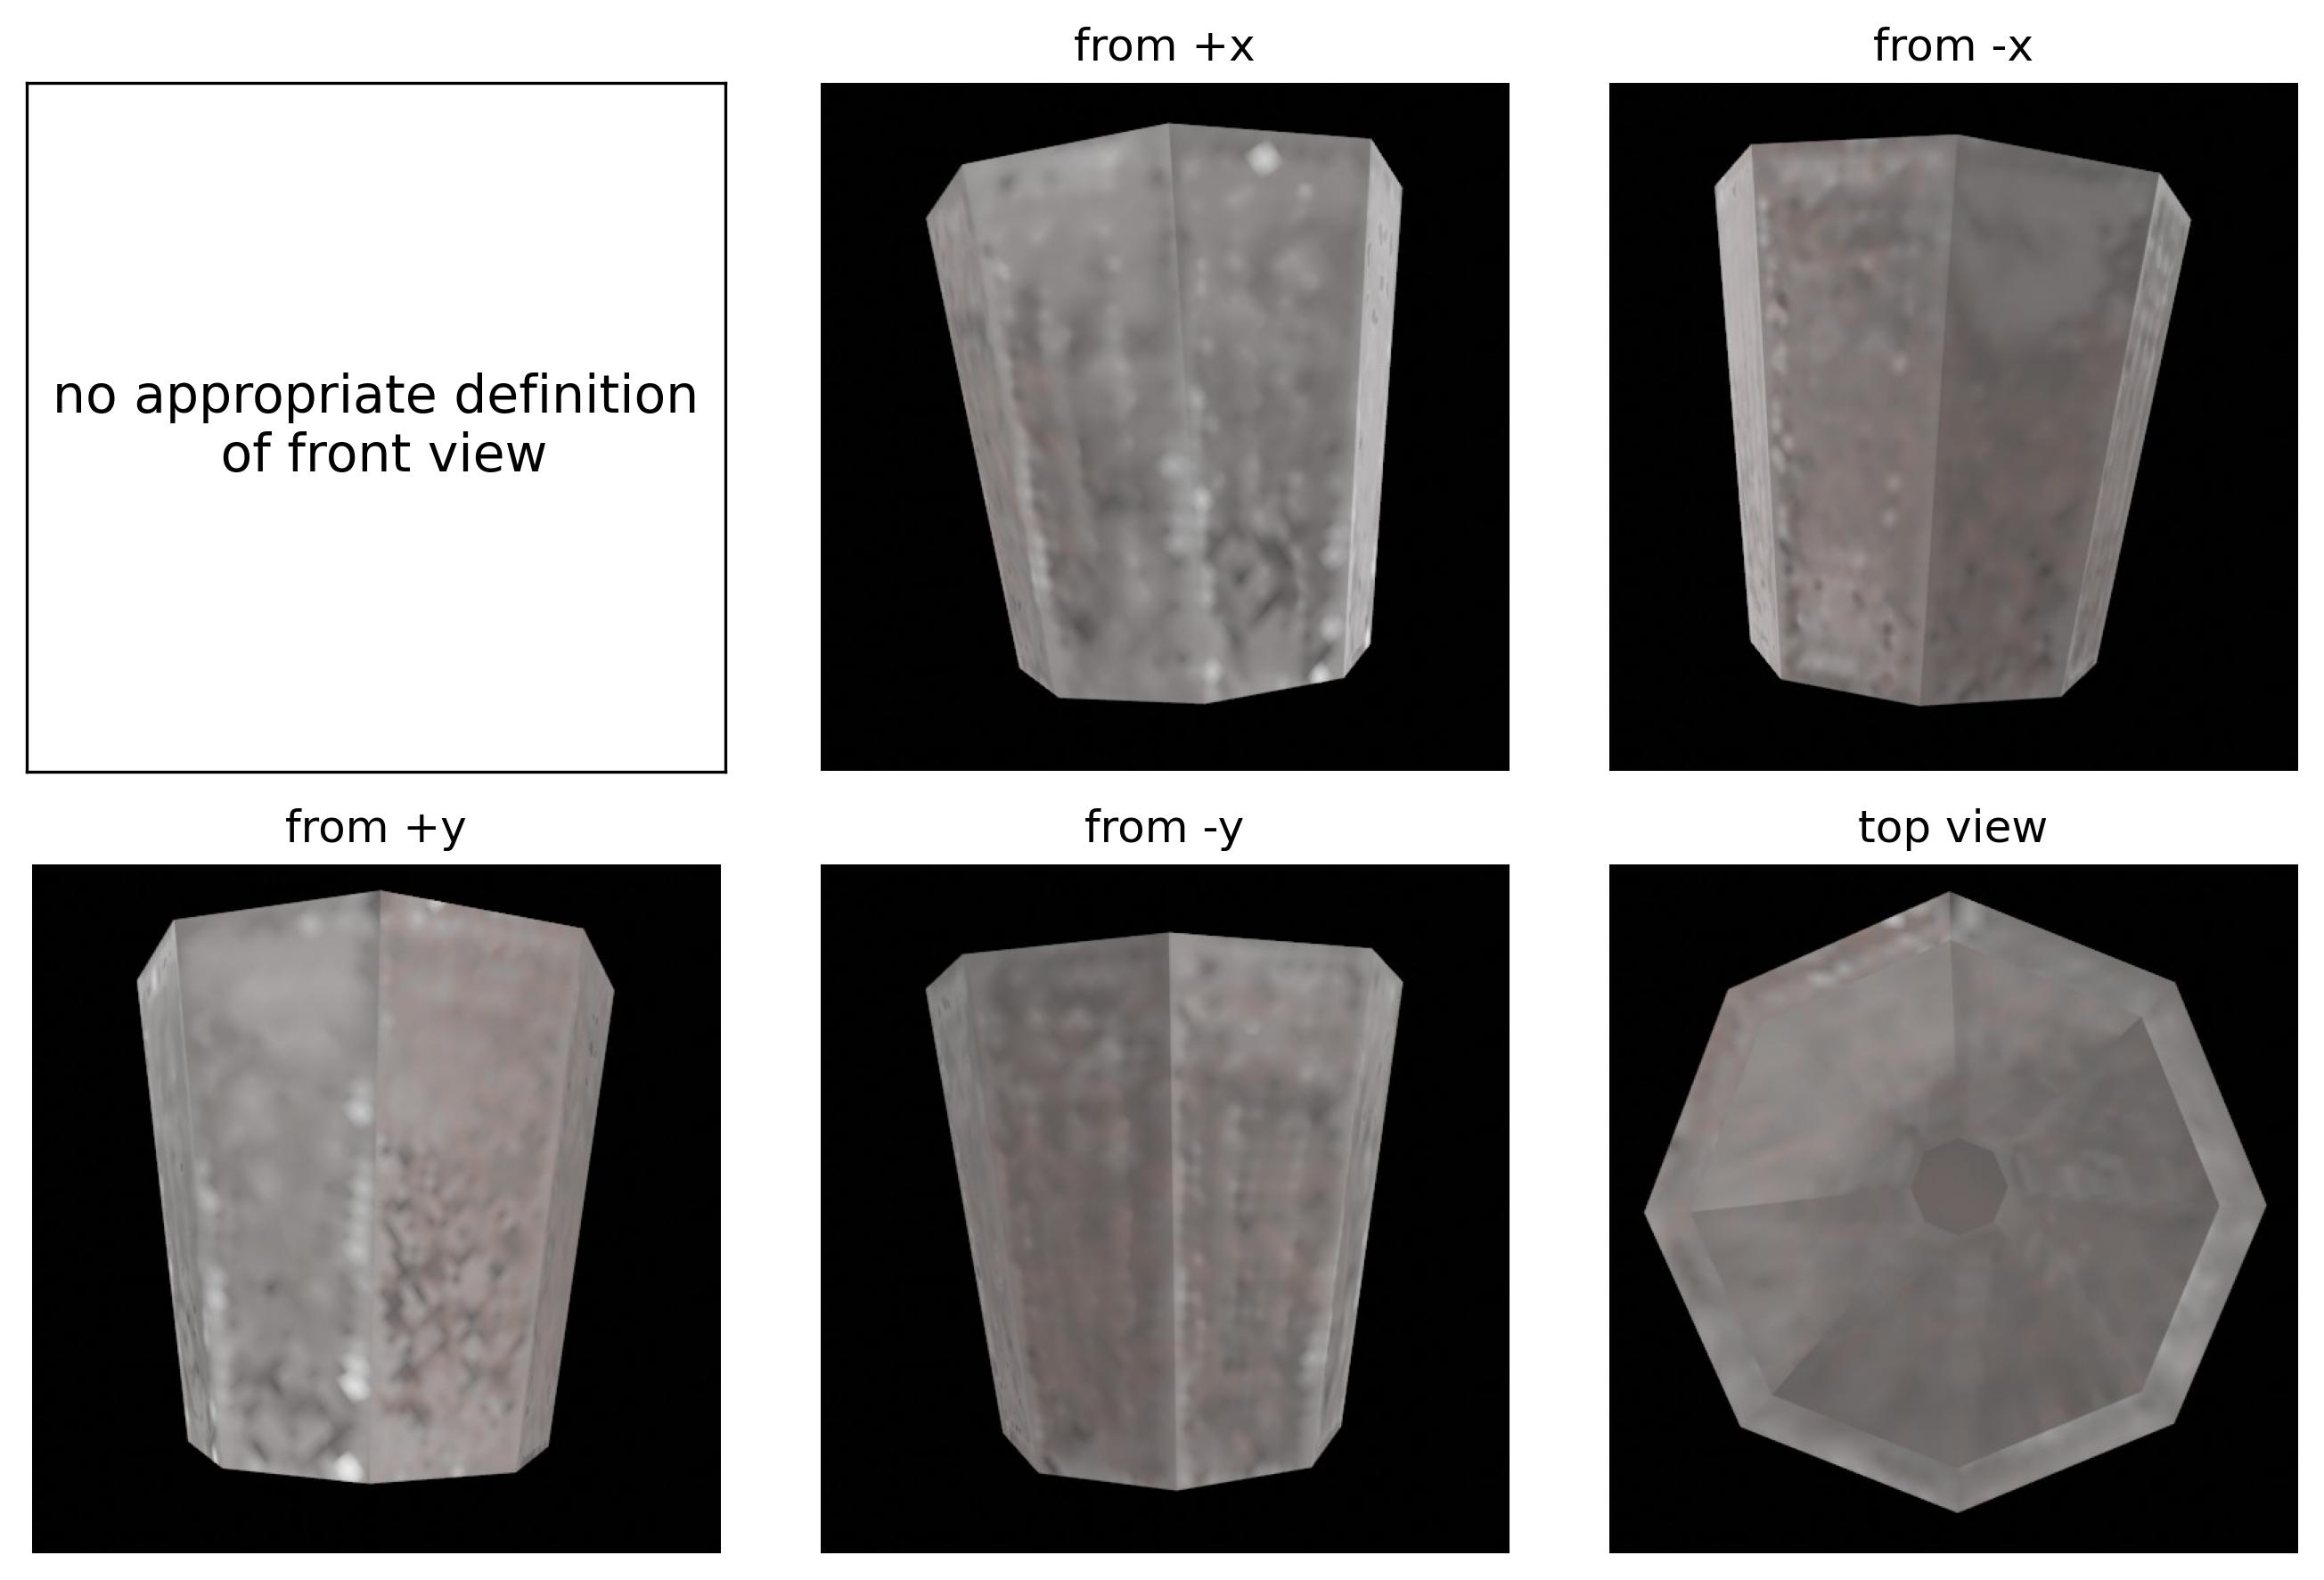 from +x
from -x
no appropriate definition
of front view
from +y
from -y
top view